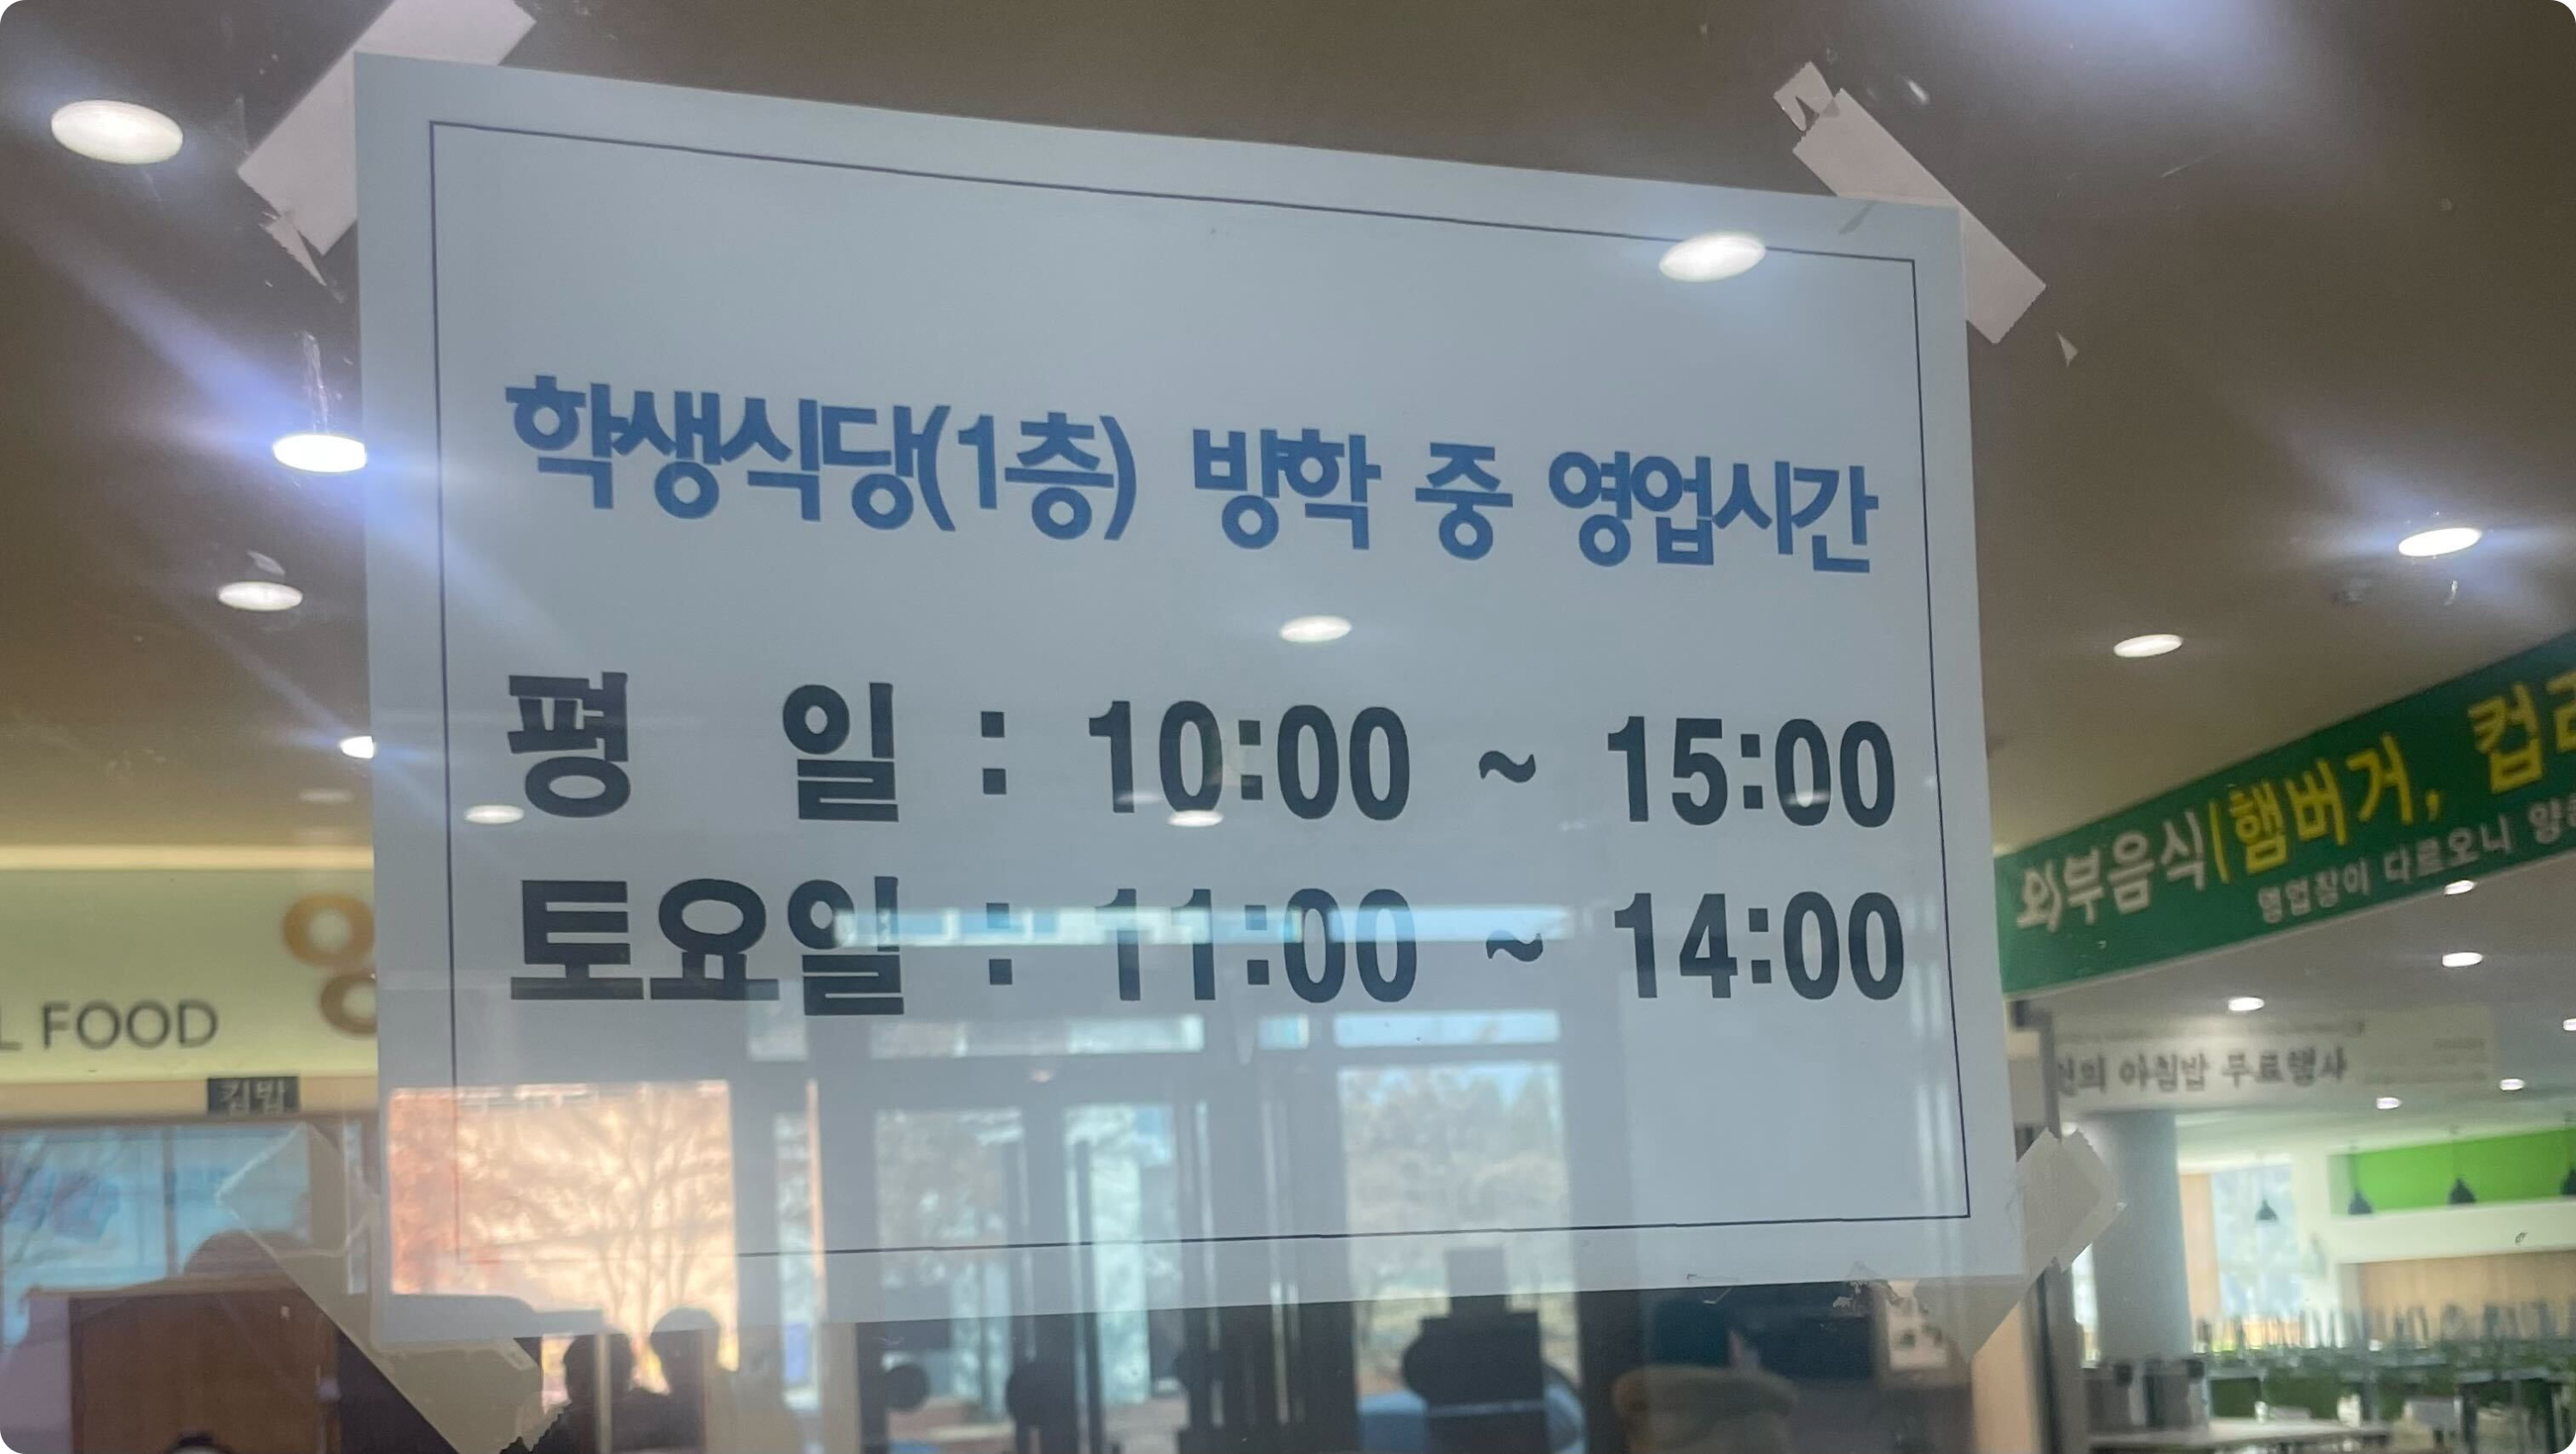 학생식당(1층) 방학 중 영업시간
평 일 : 10:00 ~ 15:00
토요일 : 11:00 ~ 14:00
외부음식(햄버거, 컵
영업장이 다르오니
아침밥 무료행사
L FOOD
김밥